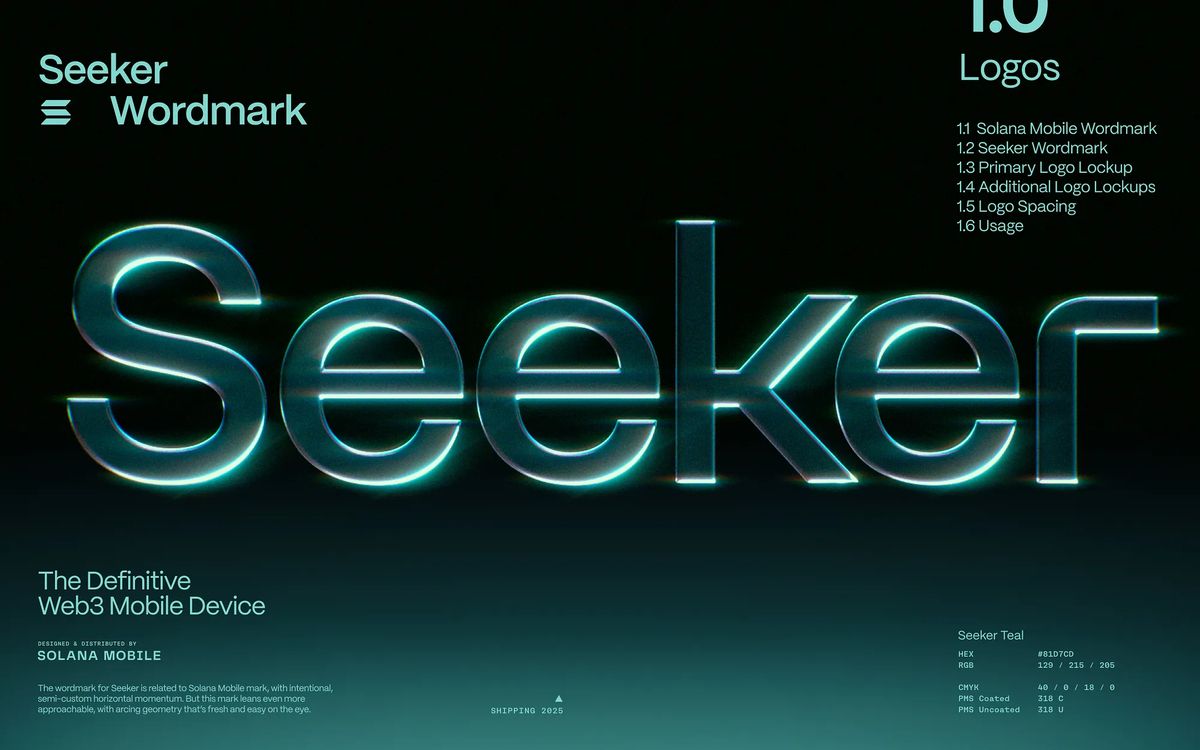 Seeker
Wordmark
1.0
Logos
1.1 Solana Mobile Wordmark
1.2 Seeker Wordmark
1.3 Primary Logo Lockup
1.4 Additional Logo Lockups
1.5 Logo Spacing
1.6 Usage
Seeker
The Definitive
Web3 Mobile Device
DESIGNED & DISTRIBUTED BY
SOLANA MOBILE
The wordmark for Seeker is related to Solana Mobile mark, with intentional,
semi-custom horizontal momentum. But this mark leans even more
approachable, with arcing geometry that's fresh and easy on the eye.
SHIPPING 2025
Seeker Teal
HEX #81D7CD
RGB 129 / 215 / 205
CMYK 40 / 0 / 18 / 0
PMS Coated 318 C
PMS Uncoated 318 U